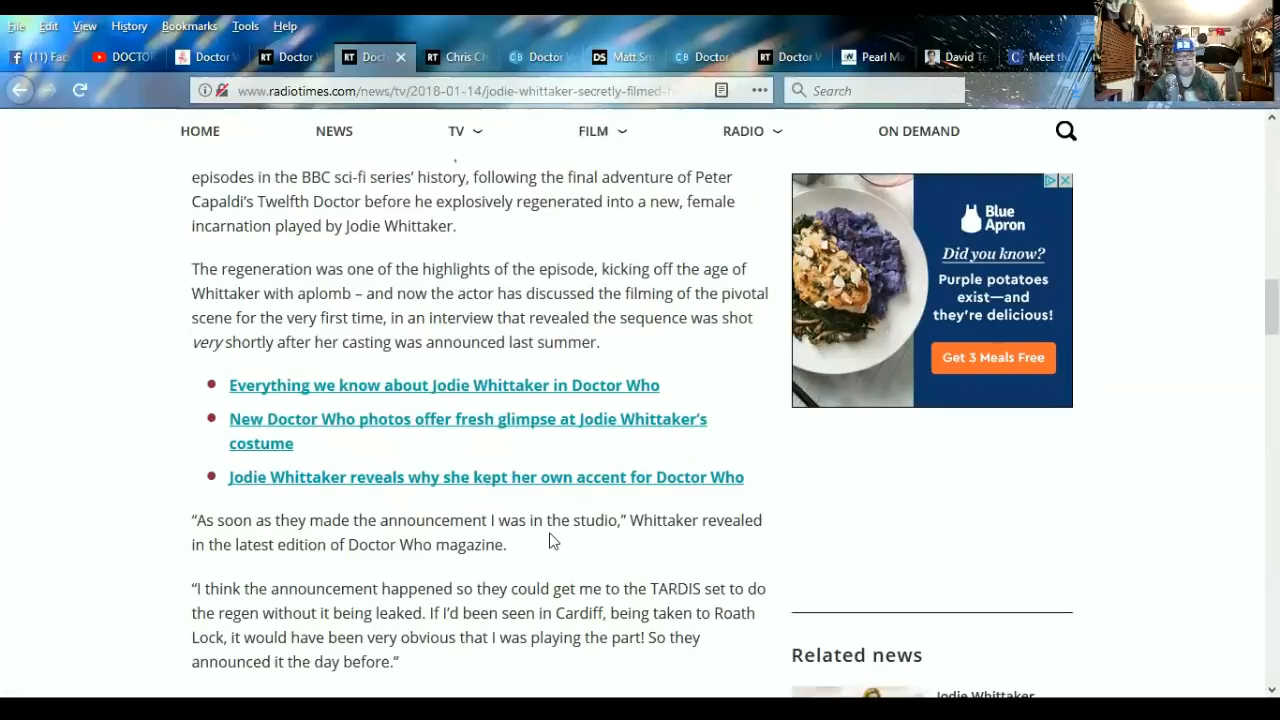 File Edit View History Bookmarks Tools Help
(11) Fac
DOCTOR
Doctor W
RT Doctor
RT Doct
RT Chris Ch
CB Doctor
DS Matt Sm
CB Doctor
RT Doctor W
W Pearl Ma
David Te
C Meet the
www.radiotimes.com/news/tv/2018-01-14/jodie-whittaker-secretly-filmed-
Search
HOME NEWS TV FILM RADIO ON DEMAND
episodes in the BBC sci-fi series’ history, following the final adventure of Peter
Capaldi’s Twelfth Doctor before he explosively regenerated into a new, female
incarnation played by Jodie Whittaker.
The regeneration was one of the highlights of the episode, kicking off the age of
Whittaker with aplomb – and now the actor has discussed the filming of the pivotal
scene for the very first time, in an interview that revealed the sequence was shot
very shortly after her casting was announced last summer.
Everything we know about Jodie Whittaker in Doctor Who
New Doctor Who photos offer fresh glimpse at Jodie Whittaker’s
costume
Jodie Whittaker reveals why she kept her own accent for Doctor Who
“As soon as they made the announcement I was in the studio,” Whittaker revealed
in the latest edition of Doctor Who magazine.
“I think the announcement happened so they could get me to the TARDIS set to do
the regen without it being leaked. If I’d been seen in Cardiff, being taken to Roath
Lock, it would have been very obvious that I was playing the part! So they
announced it the day before.”
Blue
Apron
Did you know?
Purple potatoes
exist—and
they’re delicious!
Get 3 Meals Free
Related news
Jodie Whittaker